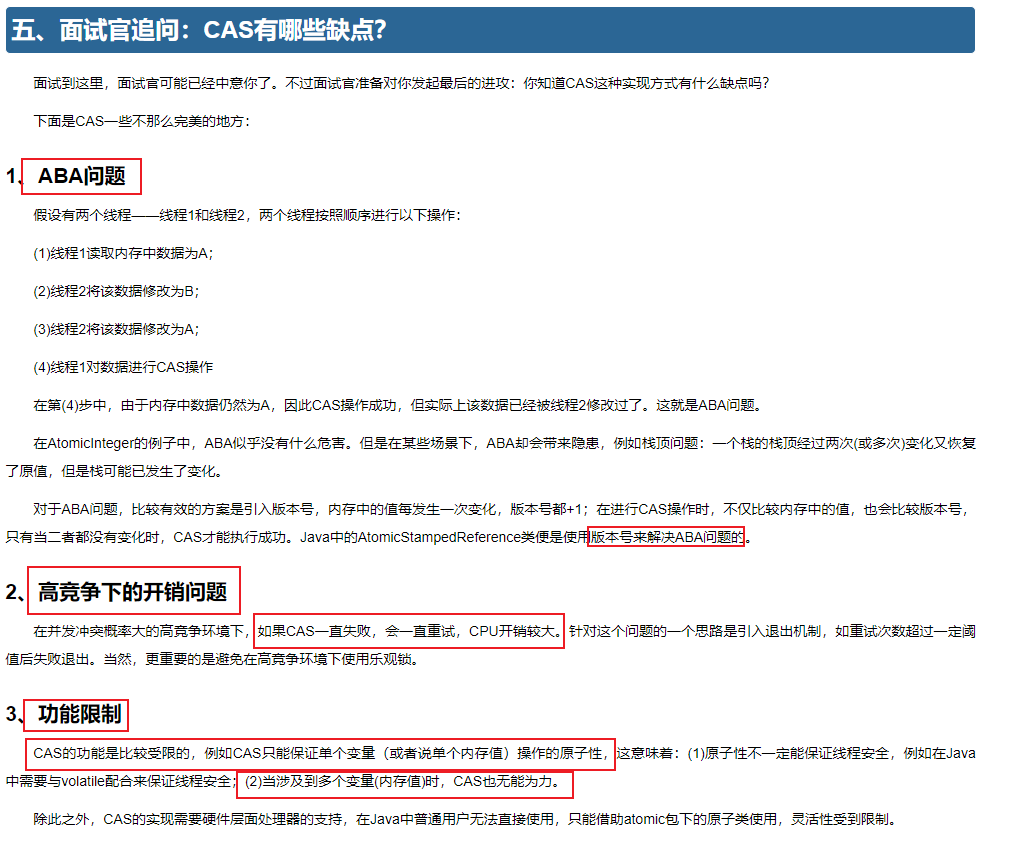 五、面试官追问：CAS有哪些缺点？
面试到这里，面试官可能已经中意你了。不过面试官准备对你发起最后的进攻：你知道CAS这种实现方式有什么缺点吗？
下面是CAS一些不那么完美的地方：
1、ABA问题
假设有两个线程——线程1和线程2，两个线程按照顺序进行以下操作：
(1)线程1读取内存中数据为A；
(2)线程2将该数据修改为B；
(3)线程2将该数据修改为A；
(4)线程1对数据进行CAS操作
在第(4)步中，由于内存中数据仍然为A，因此CAS操作成功，但实际上该数据已经被线程2修改过了。这就是ABA问题。
在AtomicInteger的例子中，ABA似乎没有什么危害。但是在某些场景下，ABA却会带来隐患，例如栈顶问题：一个栈的栈顶经过两次(或多次)变化又恢复
了原值，但是栈可能已发生了变化。
对于ABA问题，比较有效的方案是引入版本号，内存中的值每发生一次变化，版本号都+1；在进行CAS操作时，不仅比较内存中的值，也会比较版本号，
只有当二者都没有变化时，CAS才能执行成功。Java中的AtomicStampedReference类便是使用版本号来解决ABA问题的。
2、高竞争下的开销问题
在并发冲突概率大的高竞争环境下，如果CAS一直失败，会一直重试，CPU开销较大。针对这个问题的一个思路是引入退出机制，如重试次数超过一定阈
值后失败退出。当然，更重要的是避免在高竞争环境下使用乐观锁。
3、功能限制
CAS的功能是比较受限的，例如CAS只能保证单个变量（或者说单个内存值）操作的原子性，这意味着：(1)原子性不一定能保证线程安全，例如在Java
中需要与volatile配合来保证线程安全；(2)当涉及到多个变量(内存值)时，CAS也无能为力。
除此之外，CAS的实现需要硬件层面处理器的支持，在Java中普通用户无法直接使用，只能借助atomic包下的原子类使用，灵活性受到限制。